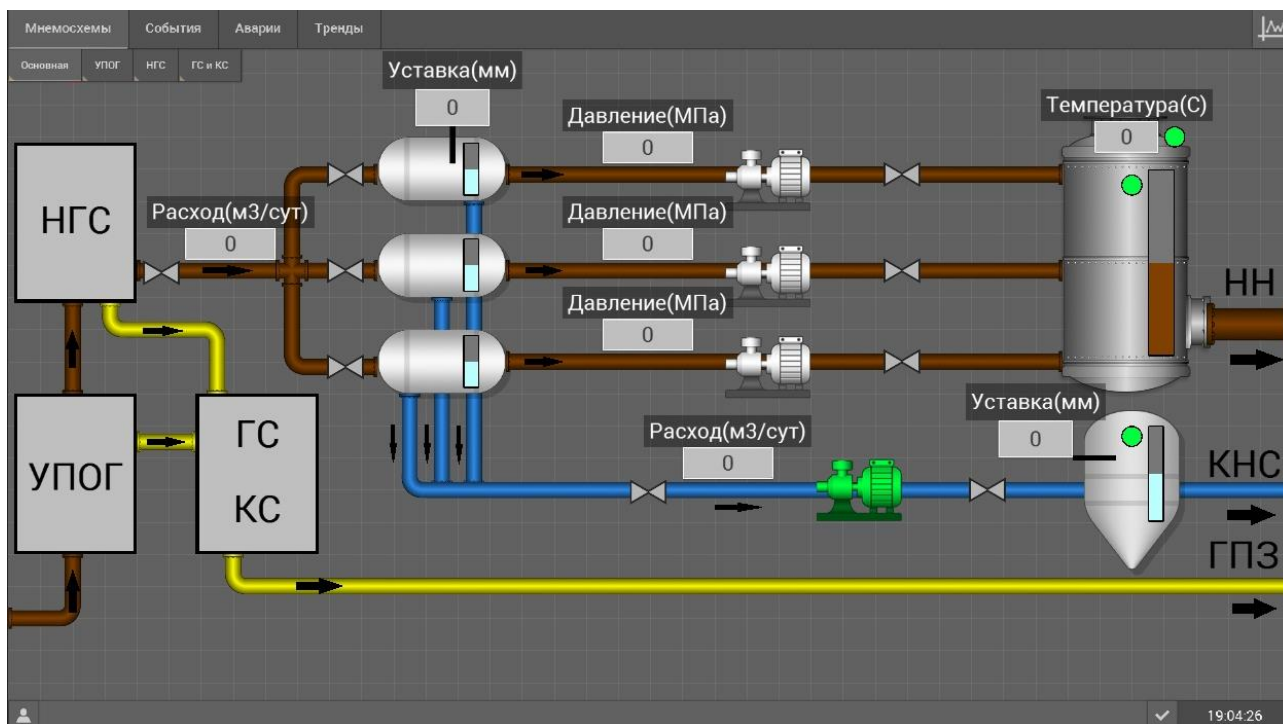 Мнемосхемы
События
Аварии
Тренды
Основная
УПОГ
НГС
ГС и КС
Уставка(мм)
0
Давление(МПа)
0
Температура(С)
0
НГС
Расход(м3/сут)
0
Давление(МПа)
0
Давление(МПа)
0
НН
УПОГ
ГС
КС
Расход(м3/сут)
0
Уставка(мм)
0
КНС
ГПЗ
19:04:26